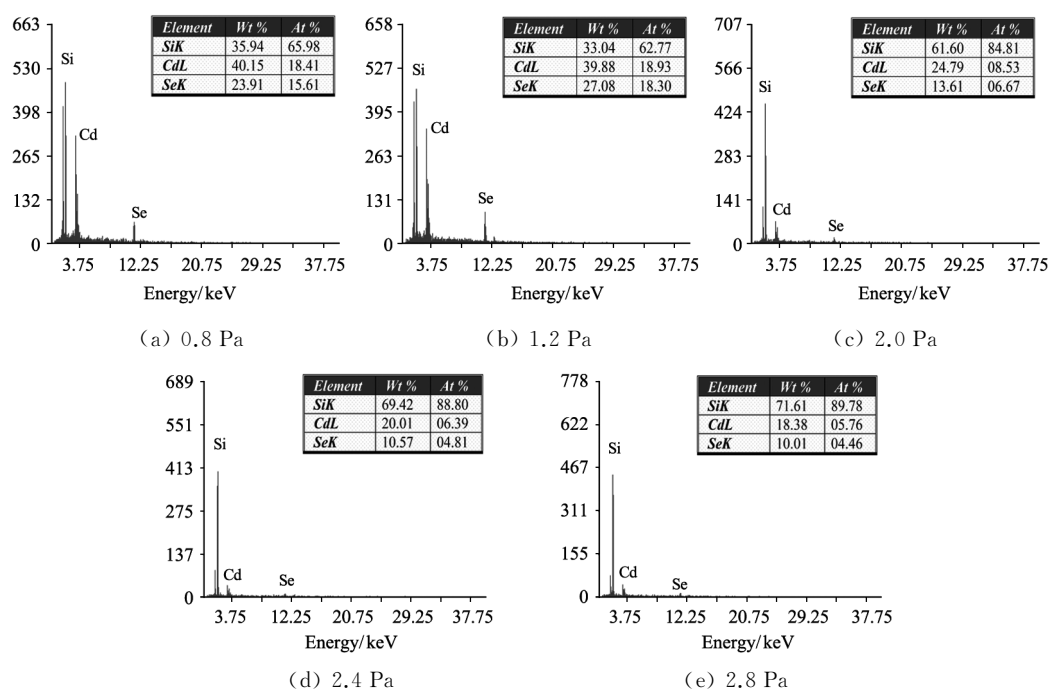 663
530
398
265
132
0
Si
Cd
Se
Element Wt % At %
SiK 35.94 65.98
CdL 40.15 18.41
SeK 23.91 15.61
3.75 12.25 20.75 29.25 37.75
Energy/keV
(a) 0.8 Pa
658
527
395
263
131
0
Si
Cd
Se
Element Wt % At %
SiK 33.04 62.77
CdL 39.88 18.93
SeK 27.08 18.30
3.75 12.25 20.75 29.25 37.75
Energy/keV
(b) 1.2 Pa
707
566
424
283
141
0
Si
Cd
Se
Element Wt % At %
SiK 61.60 84.81
CdL 24.79 08.53
SeK 13.61 06.67
3.75 12.25 20.75 29.25 37.75
Energy/keV
(c) 2.0 Pa
689
551
413
275
137
0
Si
Cd
Se
Element Wt % At %
SiK 69.42 88.80
CdL 20.01 06.39
SeK 10.57 04.81
3.75 12.25 20.75 29.25 37.75
Energy/keV
(d) 2.4 Pa
778
622
467
311
155
0
Si
Cd
Se
Element Wt % At %
SiK 71.61 89.78
CdL 18.38 05.76
SeK 10.01 04.46
3.75 12.25 20.75 29.25 37.75
Energy/keV
(e) 2.8 Pa